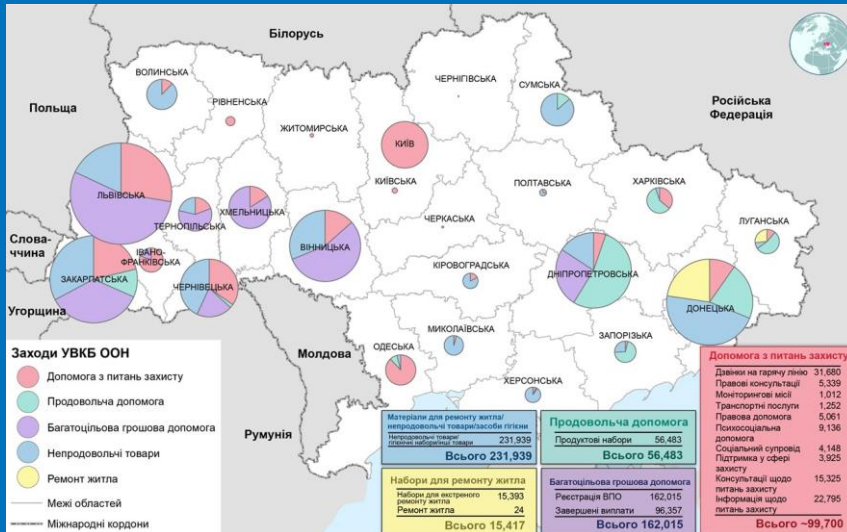 Білорусь
Польща
Російська
Федерація
Слова-
ччина
Угорщина
Молдова
Румунія
ВОЛИНСЬКА
РІВНЕНСЬКА
ЖИТОМИРСЬКА
КИЇВ
КИЇВСЬКА
ЧЕРНІГІВСЬКА
СУМСЬКА
ЛЬВІВСЬКА
ТЕРНОПІЛЬСЬКА
ХМЕЛЬНИЦЬКА
ВІННИЦЬКА
ЧЕРКАСЬКА
ПОЛТАВСЬКА
ХАРКІВСЬКА
ЛУГАНСЬКА
ЗАКАРПАТСЬКА
ІВАНО-
ФРАНКІВСЬКА
ЧЕРНІВЕЦЬКА
КІРОВОГРАДСЬКА
ДНІПРОПЕТРОВСЬКА
ДОНЕЦЬКА
ОДЕСЬКА
МИКОЛАЇВСЬКА
ЗАПОРІЗЬКА
ХЕРСОНСЬКА
Заходи УВКБ ООН
Допомога з питань захисту
Продовольча допомога
Багатоцільова грошова допомога
Непродовольчі товари
Ремонт житла
Межі областей
Міжнародні кордони
Матеріали для ремонту житла/
непродовольчі товари/засоби гігієни
Непродовольчі товари/
гігієнічні набори/інші товари 231,939
Всього 231,939
Продовольча допомога
Продуктові набори 56,483
Всього 56,483
Набори для ремонту житла
Набори для екстреного
ремонту житла 15,393
Ремонт житла 24
Всього 15,417
Багатоцільова грошова допомога
Реєстрація ВПО 162,015
Завершені виплати 96,357
Всього 162,015
Допомога з питань захисту
Дзвінки на гарячу лінію 31,680
Правові консультації 5,339
Моніторингові місії 1,012
Транспортні послуги 1,252
Правова допомога 5,061
Психосоціальна 9,136
допомога
Соціальний супровід 4,148
Підтримка у сфері 3,925
захисту
Консультації щодо 15,325
питань захисту
Інформація щодо 22,795
питань захисту
Всього ~99,700